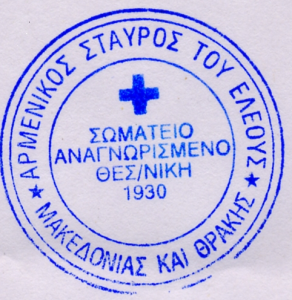 ΑΡΜΕΝΙΚΟΣ ΣΤΑΥΡΟΣ ΤΟΥ ΕΛΕΟΥΣ
ΣΩΜΑΤΕΙΟ
ΑΝΑΓΝΩΡΙΣΜΕΝΟ
ΘΕΣ/ΝΙΚΗ
1930
ΜΑΚΕΔΟΝΙΑΣ ΚΑΙ ΘΡΑΚΗΣ